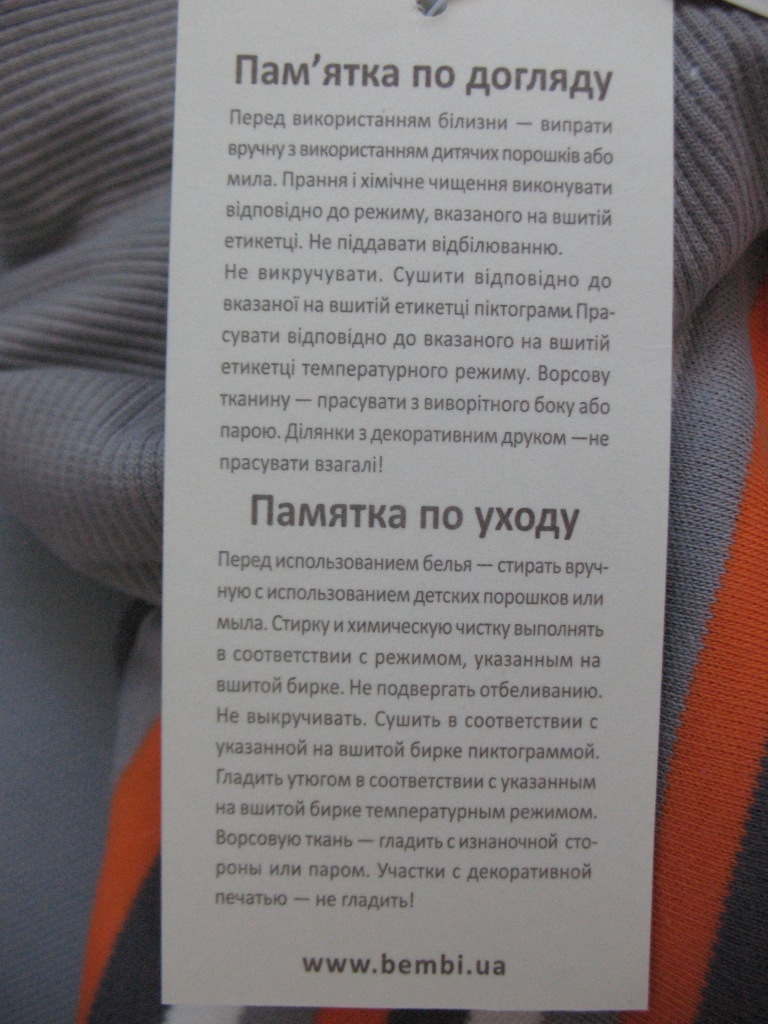 Пам’ятка по догляду
Перед використанням білизни — випрати
вручну з використанням дитячих порошків або
мила. Прання і хімічне чищення виконувати
відповідно до режиму, вказаного на вшитій
етикетці. Не піддавати відбілюванню.
Не викручувати. Сушити відповідно до
вказаної на вшитій етикетці піктограми. Пра-
сувати відповідно до вказаного на вшитій
етикетці температурного режиму. Ворсову
тканину — прасувати з виворітного боку або
парою. Ділянки з декоративним друком —не
прасувати взагалі!
Памятка по уходу
Перед использованием белья — стирать вруч-
ную с использованием детских порошков или
мыла. Стирку и химическую чистку выполнять
в соответствии с режимом, указанным на
вшитой бирке. Не подвергать отбеливанию.
Не выкручивать. Сушить в соответствии с
указанной на вшитой бирке пиктограммой.
Гладить утюгом в соответствии с указанным
на вшитой бирке температурным режимом.
Ворсовую ткань — гладить с изнаночной сто-
роны или паром. Участки с декоративной
печатью — не гладить!
www.bembi.ua